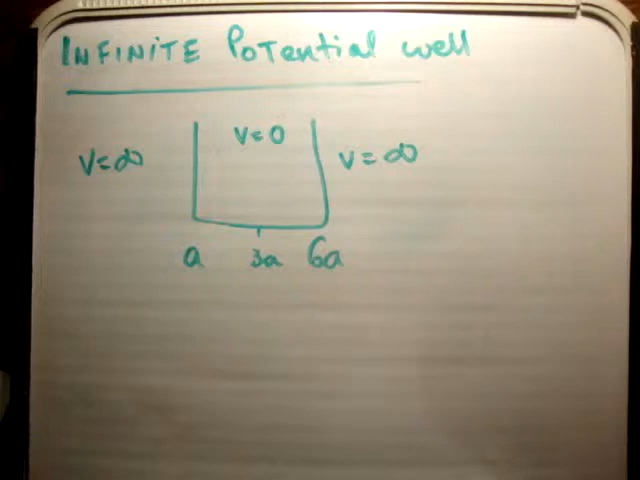 INFINITE Potential well
V=0
V=∞ V=∞
a 3a 6a